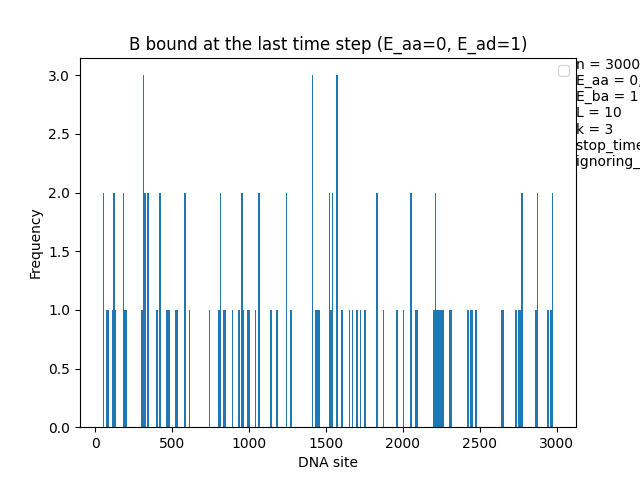 B bound at the last time step (E_aa=0, E_ad=1)
n = 3000
E_aa = 0,
E_ba = 1
L = 10
k = 3
stop_time
ignoring_
Frequency
3.0
2.5
2.0
1.5
1.0
0.5
0.0
0 500 1000 1500 2000 2500 3000
DNA site